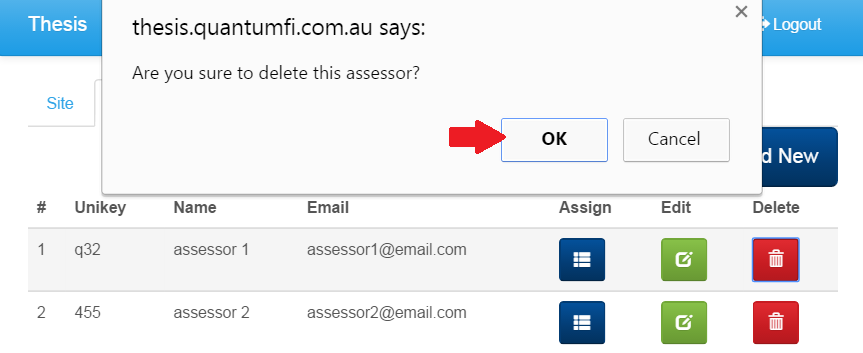 Thesis
thesis.quantumfi.com.au says:
Logout
Are you sure to delete this assessor?
Site
OK Cancel
d New
# Unikey Name Email Assign Edit Delete
1 q32 assessor 1 assessor1@email.com
2 455 assessor 2 assessor2@email.com